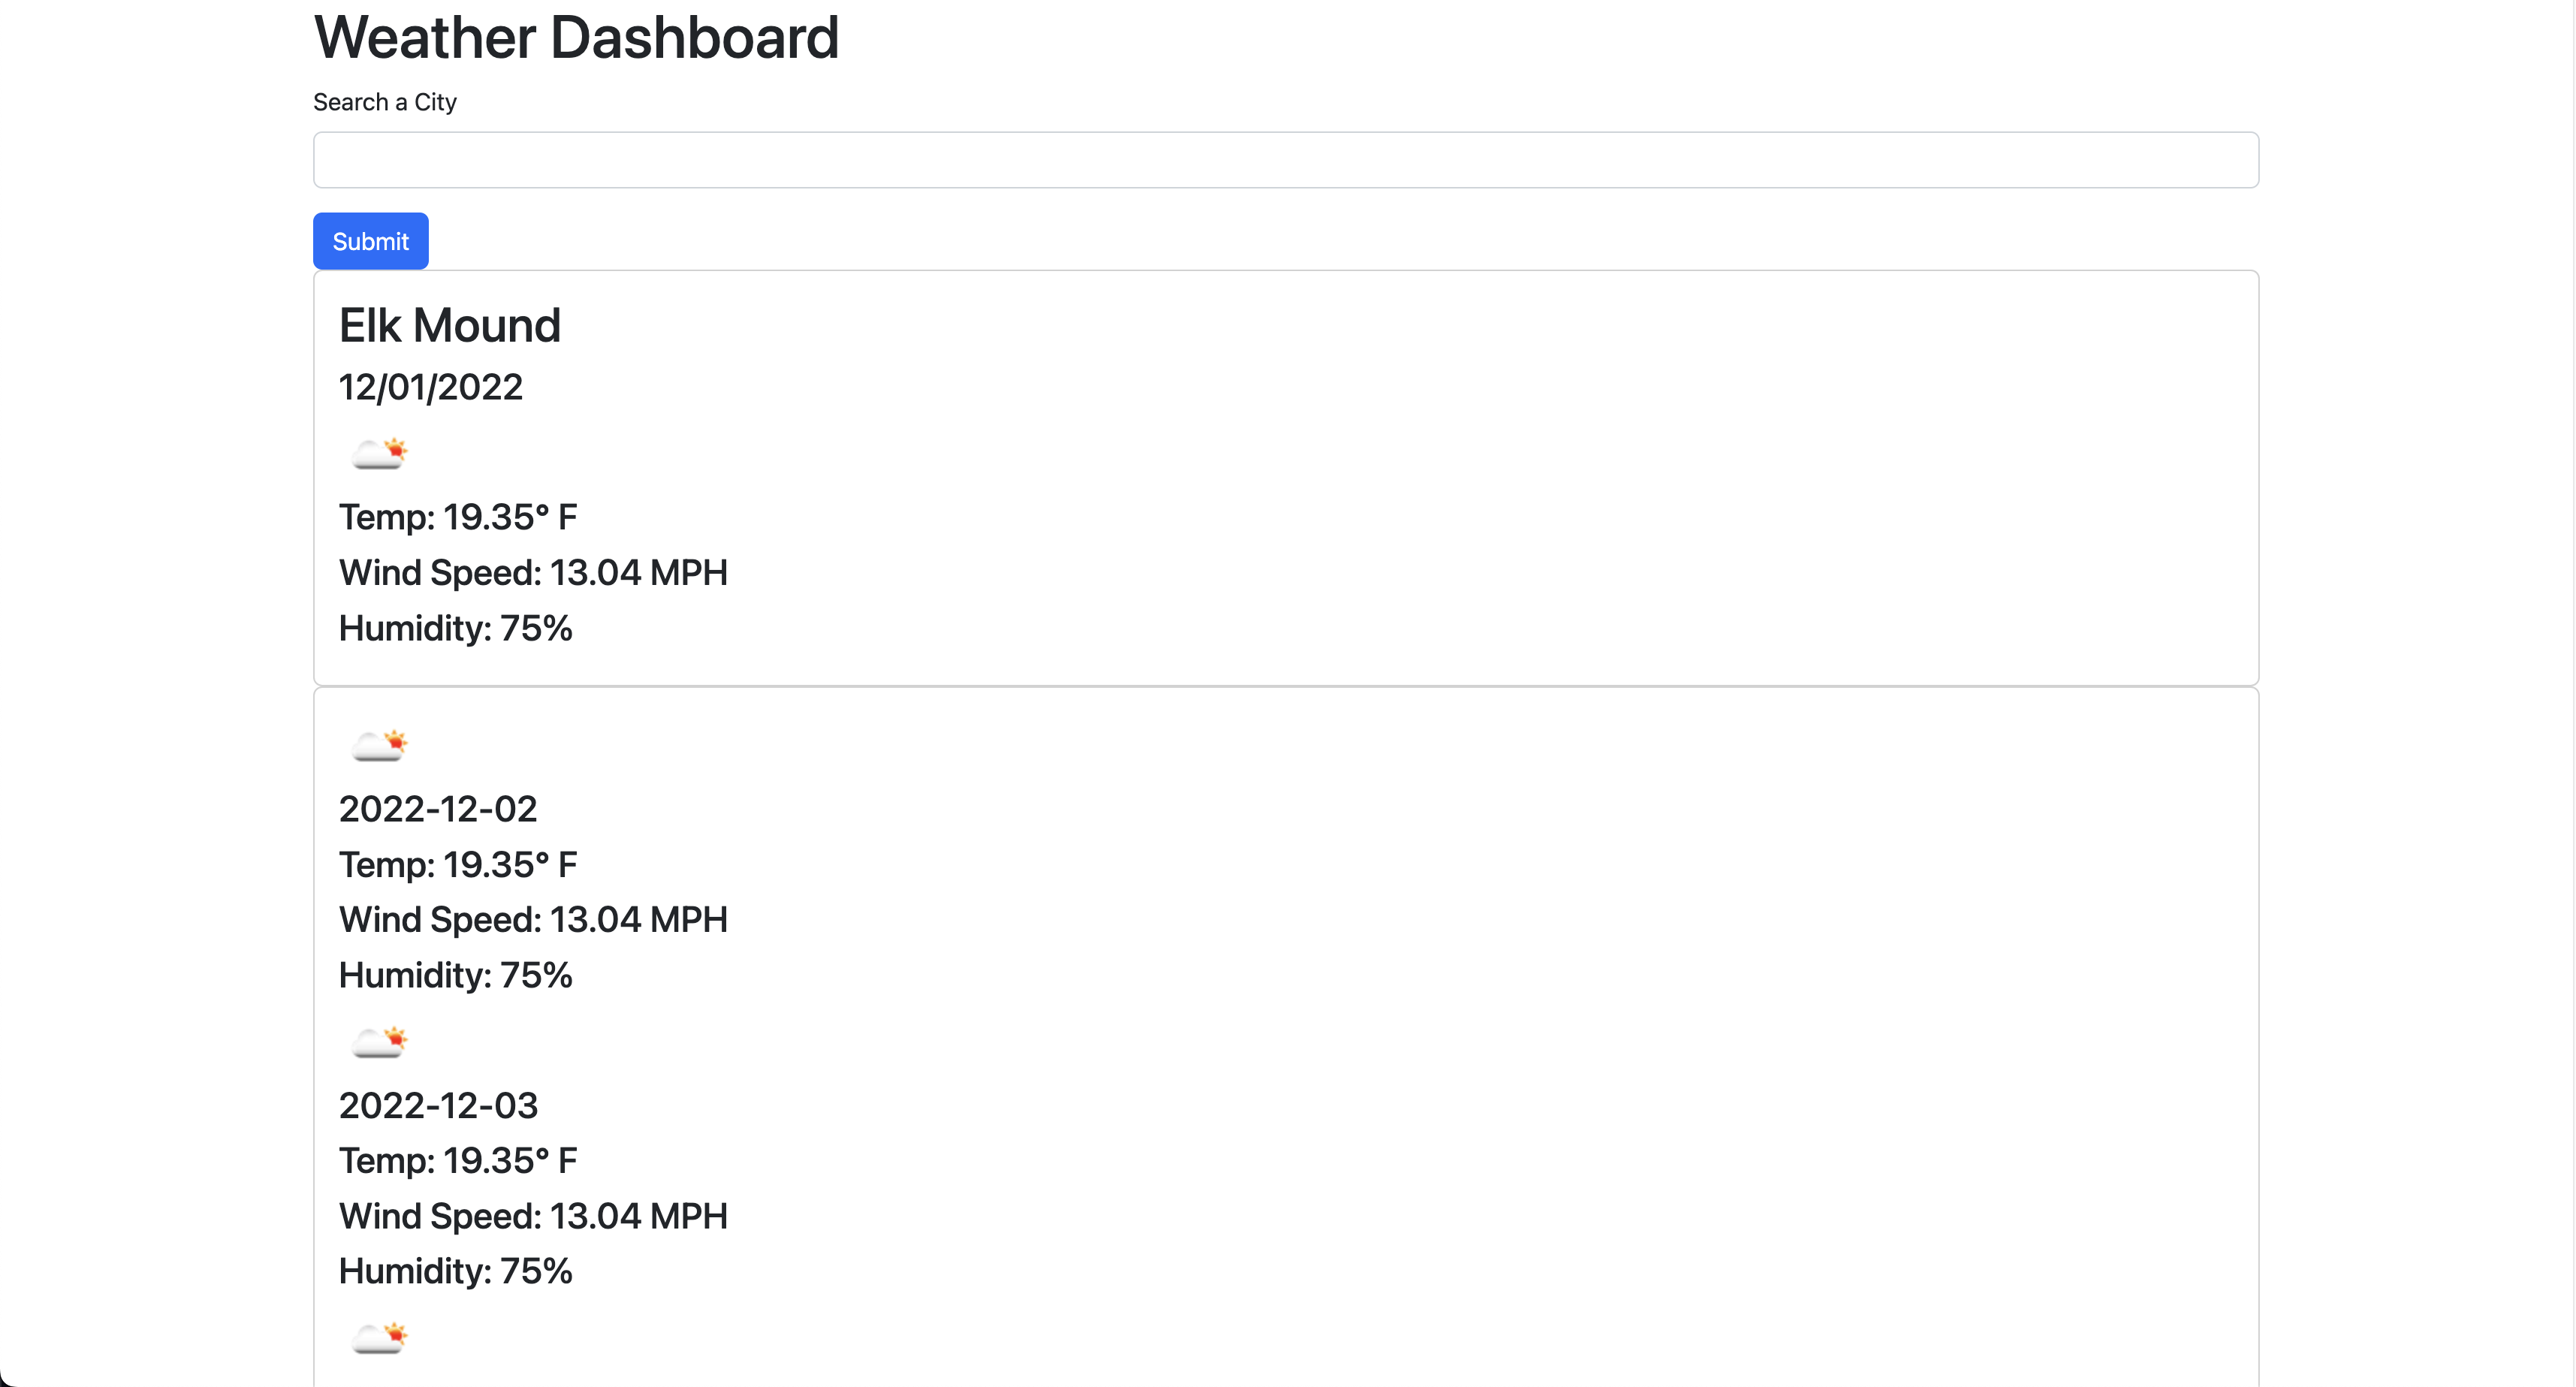 Weather Dashboard
Search a City
Submit
Elk Mound
12/01/2022
Temp: 19.35° F
Wind Speed: 13.04 MPH
Humidity: 75%
2022-12-02
Temp: 19.35° F
Wind Speed: 13.04 MPH
Humidity: 75%
2022-12-03
Temp: 19.35° F
Wind Speed: 13.04 MPH
Humidity: 75%